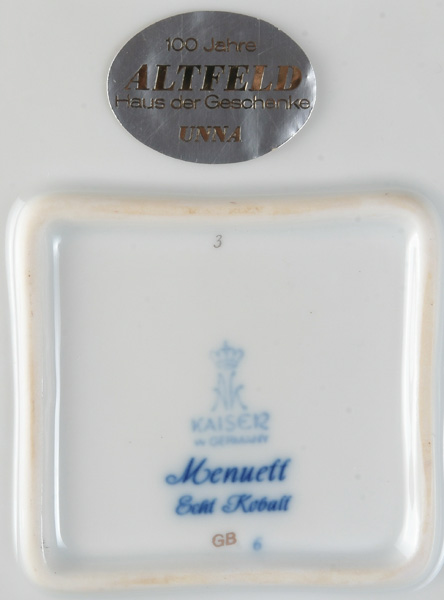 100 Jahre
ALTFELD
Haus der Geschenke
UNNA
3
KAISER
W. GERMANY
Menuett
Echt Kobalt
GB 6